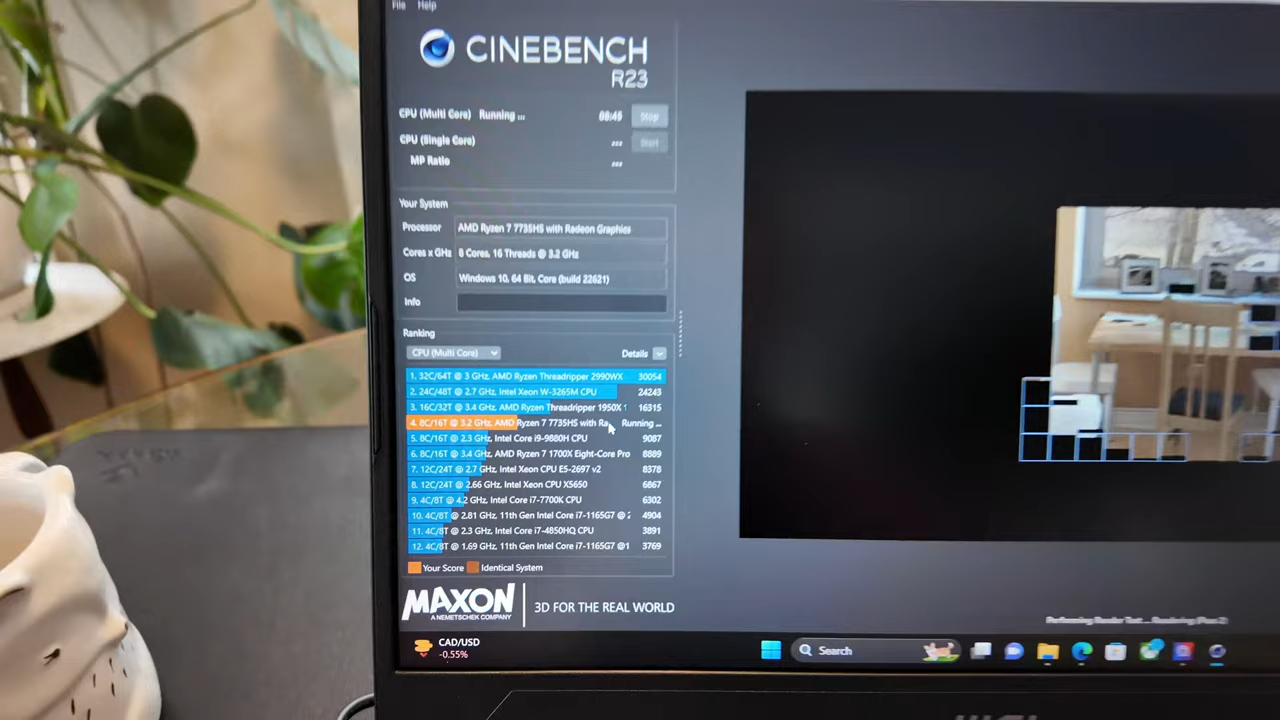 File Help
CINEBENCH
R23
CPU (Multi Core) Running ... Stop
CPU (Single Core) --- Start
MP Ratio ---
Your System
Processor AMD Ryzen 7 7735HS with Radeon Graphics
Cores x GHz 8 Cores, 16 Threads @ 3.2 GHz
OS Windows 10, 64 Bit, Core (build 22621)
Info
Ranking
CPU (Multi Core) Details
1. 32C/64T @ 3 GHz, AMD Ryzen Threadripper 2990WX 30054
2. 24C/48T @ 2.7 GHz, Intel Xeon W-3265M CPU 24243
3. 16C/32T @ 3.4 GHz, AMD Ryzen Threadripper 1950X 16315
4. 8C/16T @ 3.2 GHz, AMD Ryzen 7 7735HS with Ra Running ...
5. 8C/16T @ 2.3 GHz, Intel Core i9-9880H CPU 9087
6. 8C/16T @ 3.4 GHz, AMD Ryzen 7 1700X Eight-Core Pro 8889
7. 12C/24T @ 2.7 GHz, Intel Xeon CPU E5-2697 v2 8378
8. 12C/24T @ 2.66 GHz, Intel Xeon CPU X5650 6867
9. 4C/8T @ 4.2 GHz, Intel Core i7-7700K CPU 6302
10. 4C/8T @ 2.81 GHz, 11th Gen Intel Core i7-1165G7 @ 4904
11. 4C/8T @ 2.3 GHz, Intel Core i7-4850HQ CPU 3891
12. 4C/8T @ 1.69 GHz, 11th Gen Intel Core i7-1165G7 @1 3769
Your Score Identical System
MAXON 3D FOR THE REAL WORLD
A NEMETSCHEK COMPANY
Performing Render Test ... Rendering
CAD/USD
-0.55%
Search